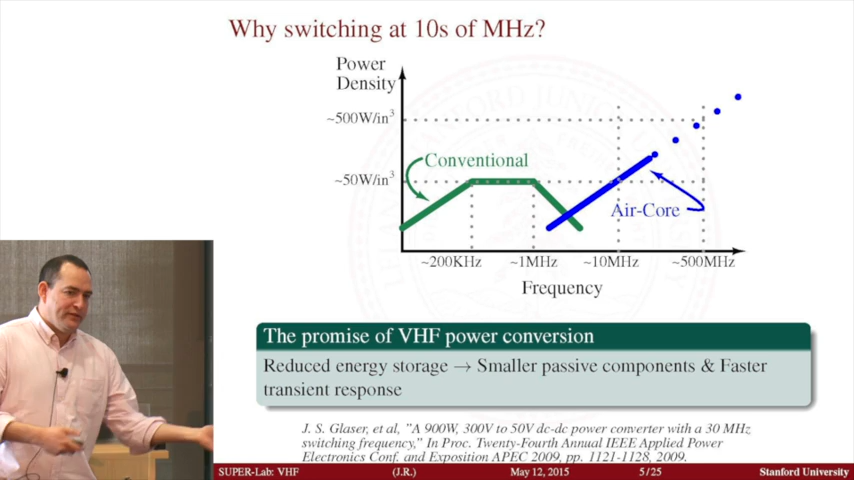 Why switching at 10s of MHz?
Power
Density
~500W/in3
Conventional
~50W/in3
Air-Core
~200KHz ~1MHz ~10MHz ~500MHz
Frequency
The promise of VHF power conversion
Reduced energy storage → Smaller passive components & Faster
transient response
J. S. Glaser, et al, "A 900W, 300V to 50V dc-dc power converter with a 30 MHz
switching frequency," In Proc. Twenty-Fourth Annual IEEE Applied Power
Electronics Conf. and Exposition APEC 2009, pp. 1121-1128, 2009.
SUPER-Lab: VHF (J.R.) May 12, 2015 5/25 Stanford University